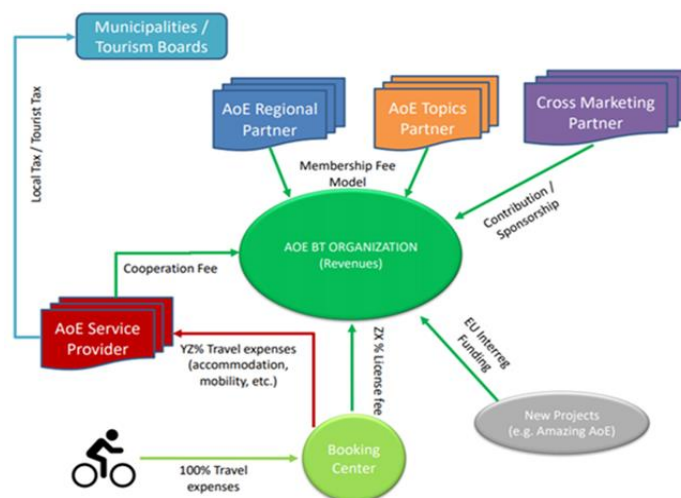 Municipalities /
Tourism Boards
Local Tax / Tourist Tax
AoE Regional
Partner
AoE Topics
Partner
Cross Marketing
Partner
Membership Fee
Model
Contribution /
Sponsorship
AOE BT ORGANIZATION
(Revenues)
Cooperation Fee
AoE Service
Provider
YZ% Travel expenses
(accommodation,
mobility, etc.)
ZX % License fee
EU Interreg
Funding
New Projects
(e.g. Amazing AoE)
Booking
Center
100% Travel
expenses